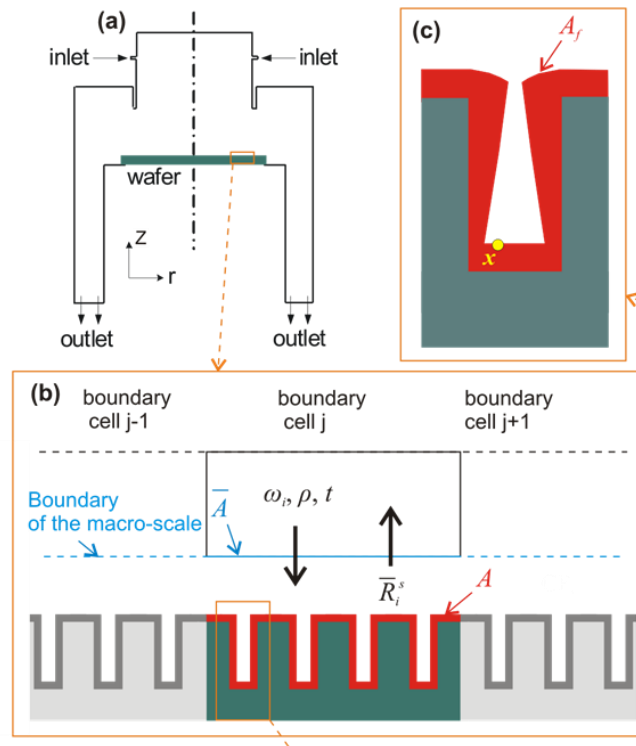 (a)
inlet
inlet
wafer
z
r
outlet
outlet
(c)
A_f
x
(b)
boundary
cell j-1
boundary
cell j
boundary
cell j+1
Boundary
of the macro-scale
A̅
ω_i, ρ, t
R̅_i^s
A